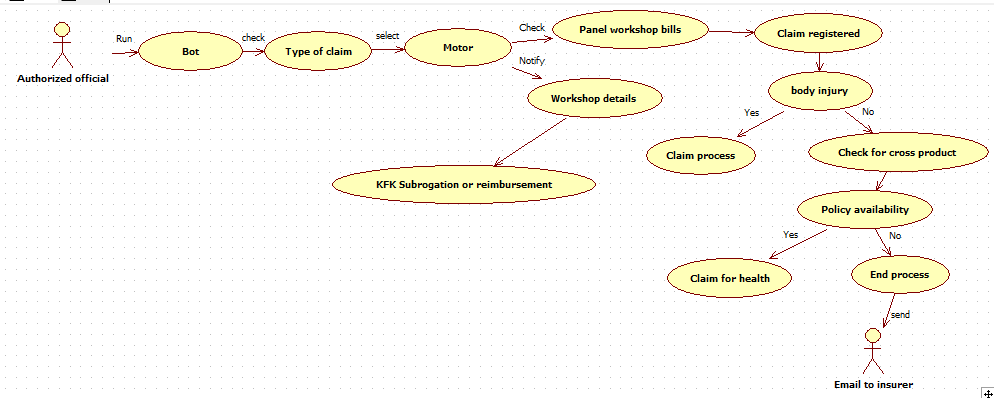 Authorized official
Run
Bot
check
Type of claim
select
Motor
Check
Panel workshop bills
Claim registered
Notify
Workshop details
KFK Subrogation or reimbursement
body injury
Yes
No
Claim process
Check for cross product
Policy availability
Yes
No
Claim for health
End process
send
Email to insurer